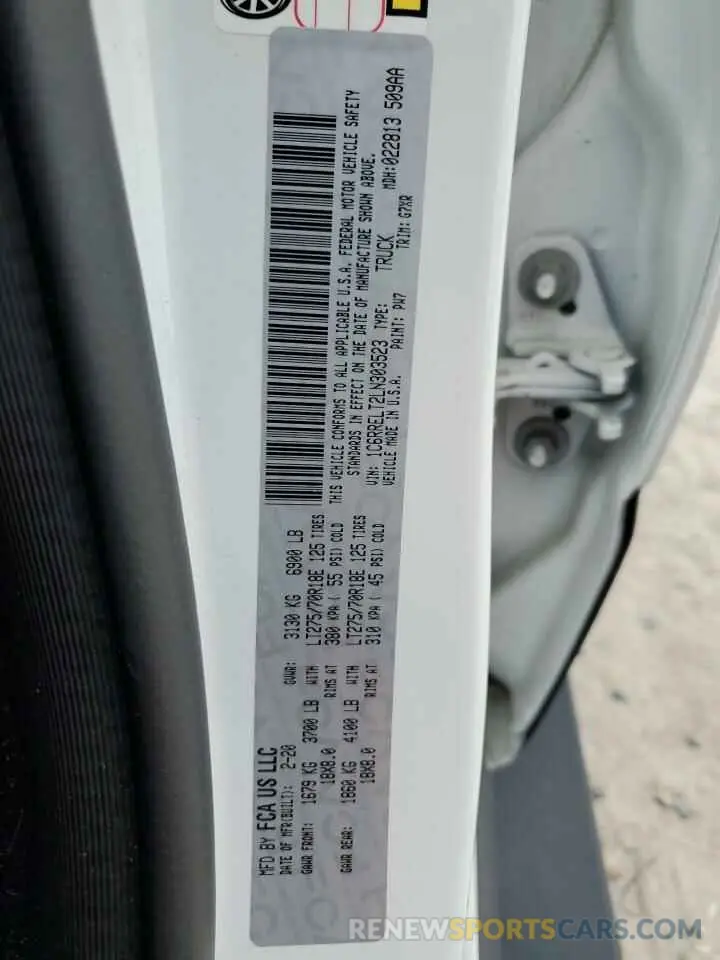 MFD BY FCA US LLC
DATE OF MFR(BUILT): 2-20 GVWR: 3130 KG 6900 LB
GAWR FRONT: 1679 KG 3700 LB WITH LT275/70R18E 125 TIRES
18X8.0 RIMS AT 380 KPA ( 55 PSI) COLD
GAWR REAR: 1860 KG 4100 LB WITH LT275/70R18E 125 TIRES
18X8.0 RIMS AT 310 KPA ( 45 PSI) COLD
THIS VEHICLE CONFORMS TO ALL APPLICABLE U.S.A. FEDERAL MOTOR VEHICLE SAFETY
STANDARDS IN EFFECT ON THE DATE OF MANUFACTURE SHOWN ABOVE.
VIN: 1C6RRELT2LN303523 TYPE: TRUCK MDH:022813 509AA
VEHICLE MADE IN U.S.A. PAINT: PW7 TRIM: G7XR
RENEWSPORTSCARS.COM